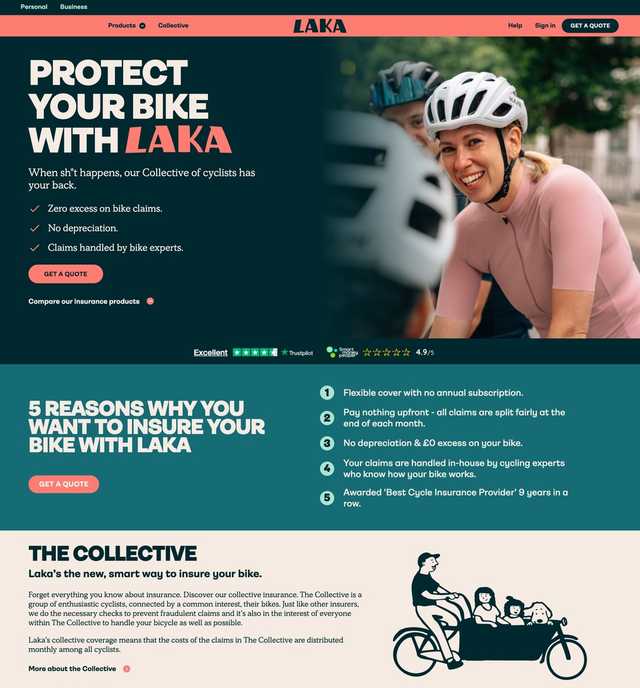 Personal Business
Products Collective LAKA Help Sign in GET A QUOTE
PROTECT
YOUR BIKE
WITH LAKA
When sh*t happens, our Collective of cyclists has
your back.
Zero excess on bike claims.
No depreciation.
Claims handled by bike experts.
GET A QUOTE
Compare our insurance products
Excellent Trustpilot Smart money people 4.9/5
5 REASONS WHY YOU
WANT TO INSURE YOUR
BIKE WITH LAKA
GET A QUOTE
1 Flexible cover with no annual subscription.
2 Pay nothing upfront - all claims are split fairly at the
end of each month.
3 No depreciation & £0 excess on your bike.
4 Your claims are handled in-house by cycling experts
who know how your bike works.
5 Awarded 'Best Cycle Insurance Provider' 9 years in a
row.
THE COLLECTIVE
Laka's the new, smart way to insure your bike.
Forget everything you know about insurance. Discover our collective insurance. The Collective is a
group of enthusiastic cyclists, connected by a common interest, their bikes. Just like other insurers,
we do the necessary checks to prevent fraudulent claims and it's also in the interest of everyone
within The Collective to handle your bicycle as well as possible.
Laka's collective coverage means that the costs of the claims in The Collective are distributed
monthly among all cyclists.
More about the Collective